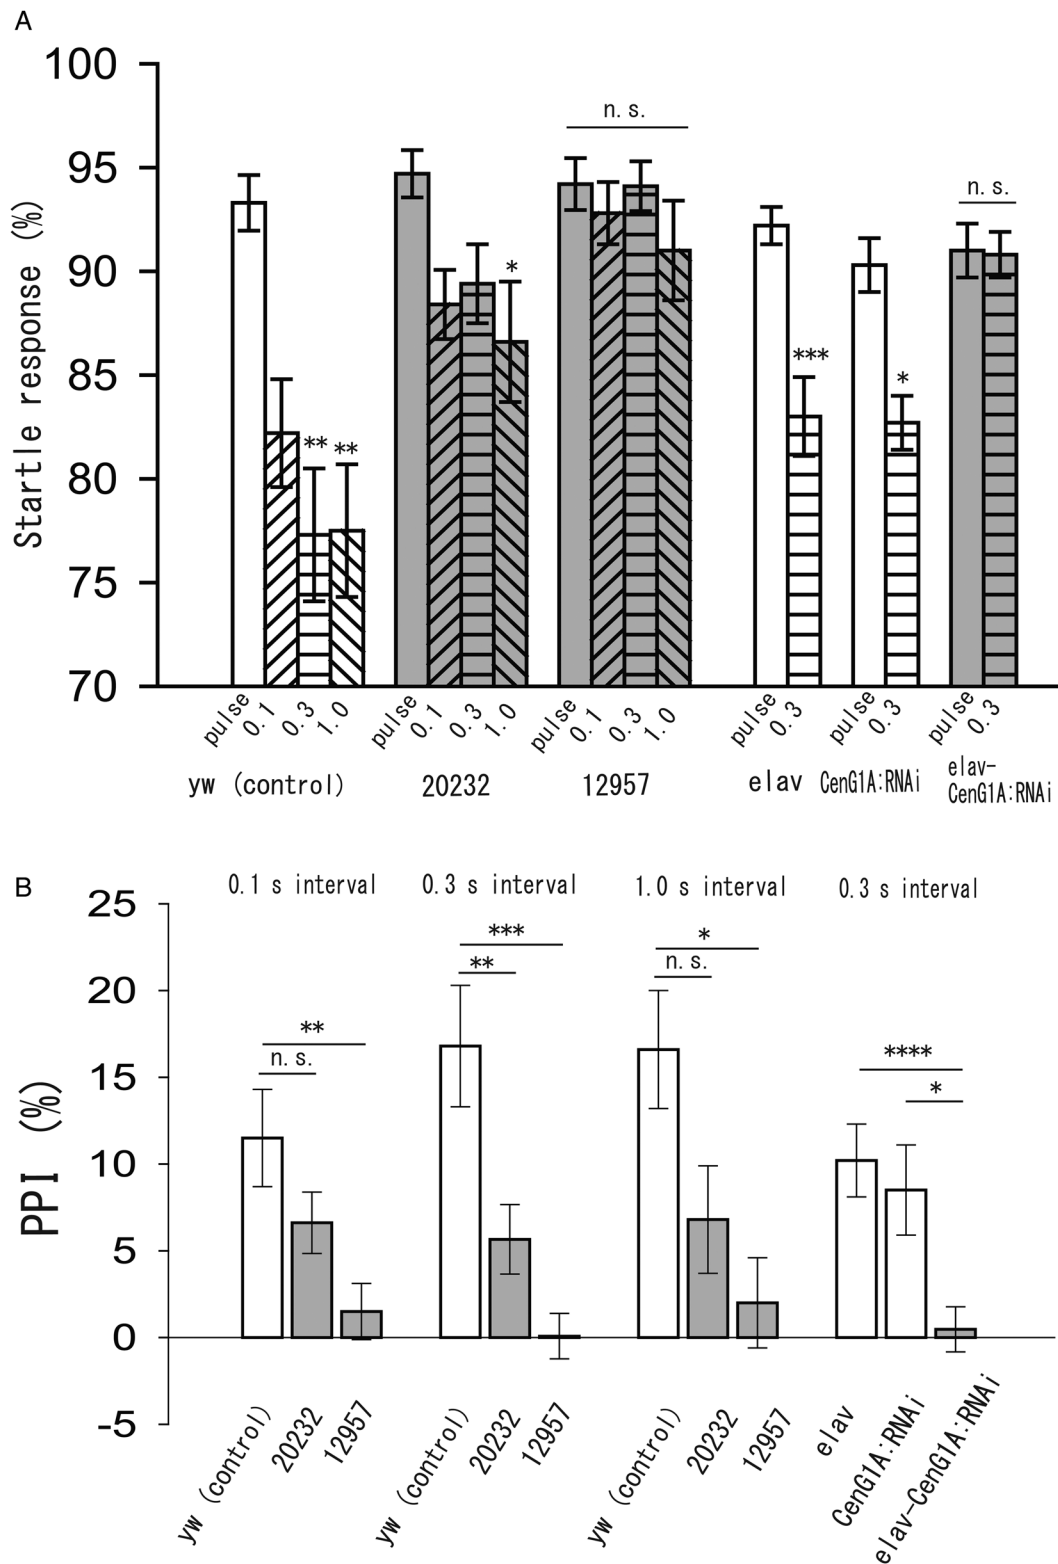 A
Startle response (%)
100
95
90
85
80
75
70
** **
*
n.s.
***
*
n.s.
pulse 0.1 0.3 1.0
pulse 0.1 0.3 1.0
pulse 0.1 0.3 1.0
pulse 0.3
pulse 0.3
pulse 0.3
yw (control)
20232
12957
elav
CenG1A:RNAi
elav-
CenG1A:RNAi
B
0.1 s interval
0.3 s interval
1.0 s interval
0.3 s interval
PPI (%)
25
20
15
10
5
0
-5
**
n.s.
***
**
*
n.s.
****
*
yw (control)
20232
12957
yw (control)
20232
12957
yw (control)
20232
12957
elav
CenG1A:RNAi
elav-CenG1A:RNAi